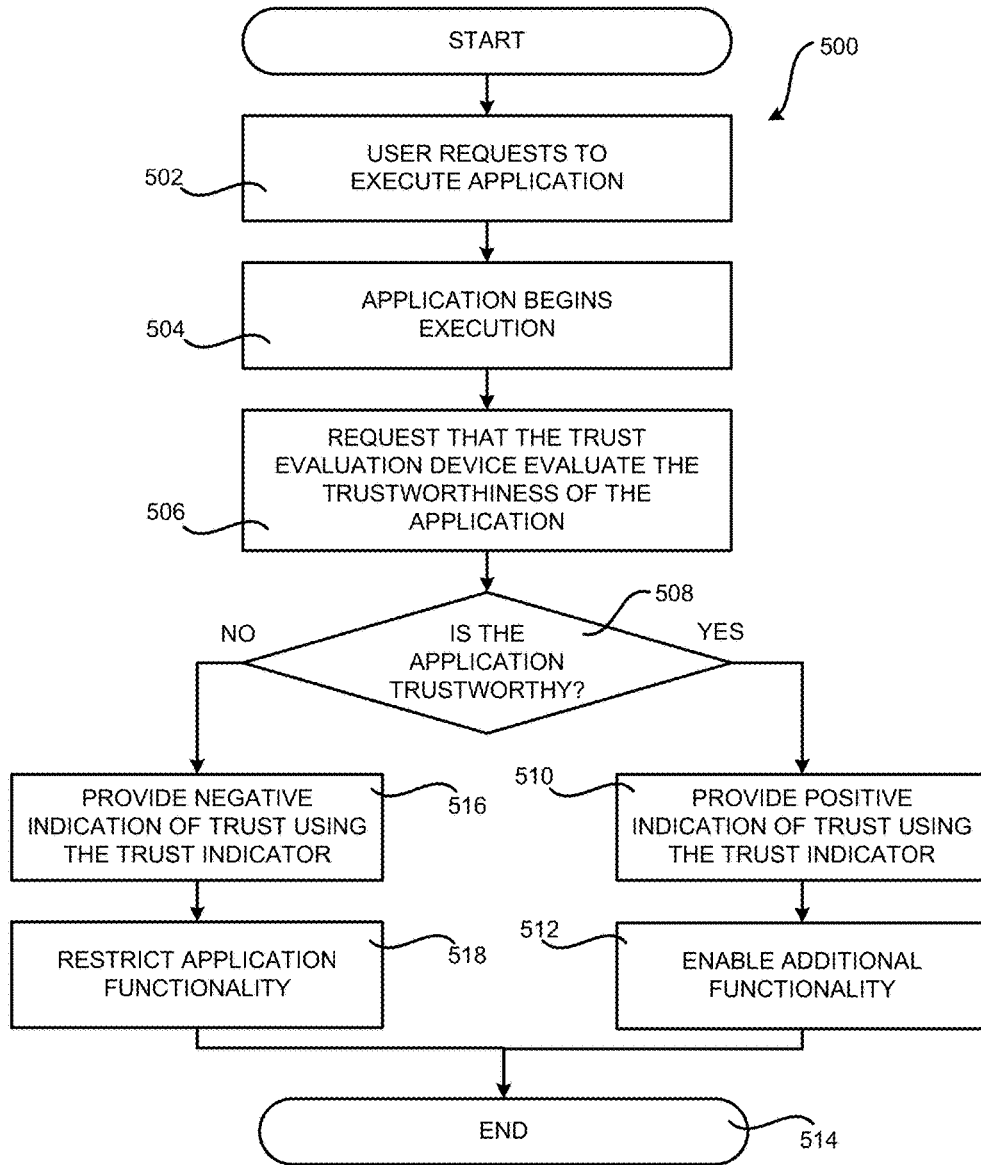 START
500
USER REQUESTS TO
EXECUTE APPLICATION
502
APPLICATION BEGINS
EXECUTION
504
REQUEST THAT THE TRUST
EVALUATION DEVICE EVALUATE THE
TRUSTWORTHINESS OF THE
APPLICATION
506
508
NO
IS THE
APPLICATION
TRUSTWORTHY?
YES
PROVIDE NEGATIVE
INDICATION OF TRUST USING
THE TRUST INDICATOR
516
510
PROVIDE POSITIVE
INDICATION OF TRUST USING
THE TRUST INDICATOR
RESTRICT APPLICATION
FUNCTIONALITY
518
512
ENABLE ADDITIONAL
FUNCTIONALITY
END
514